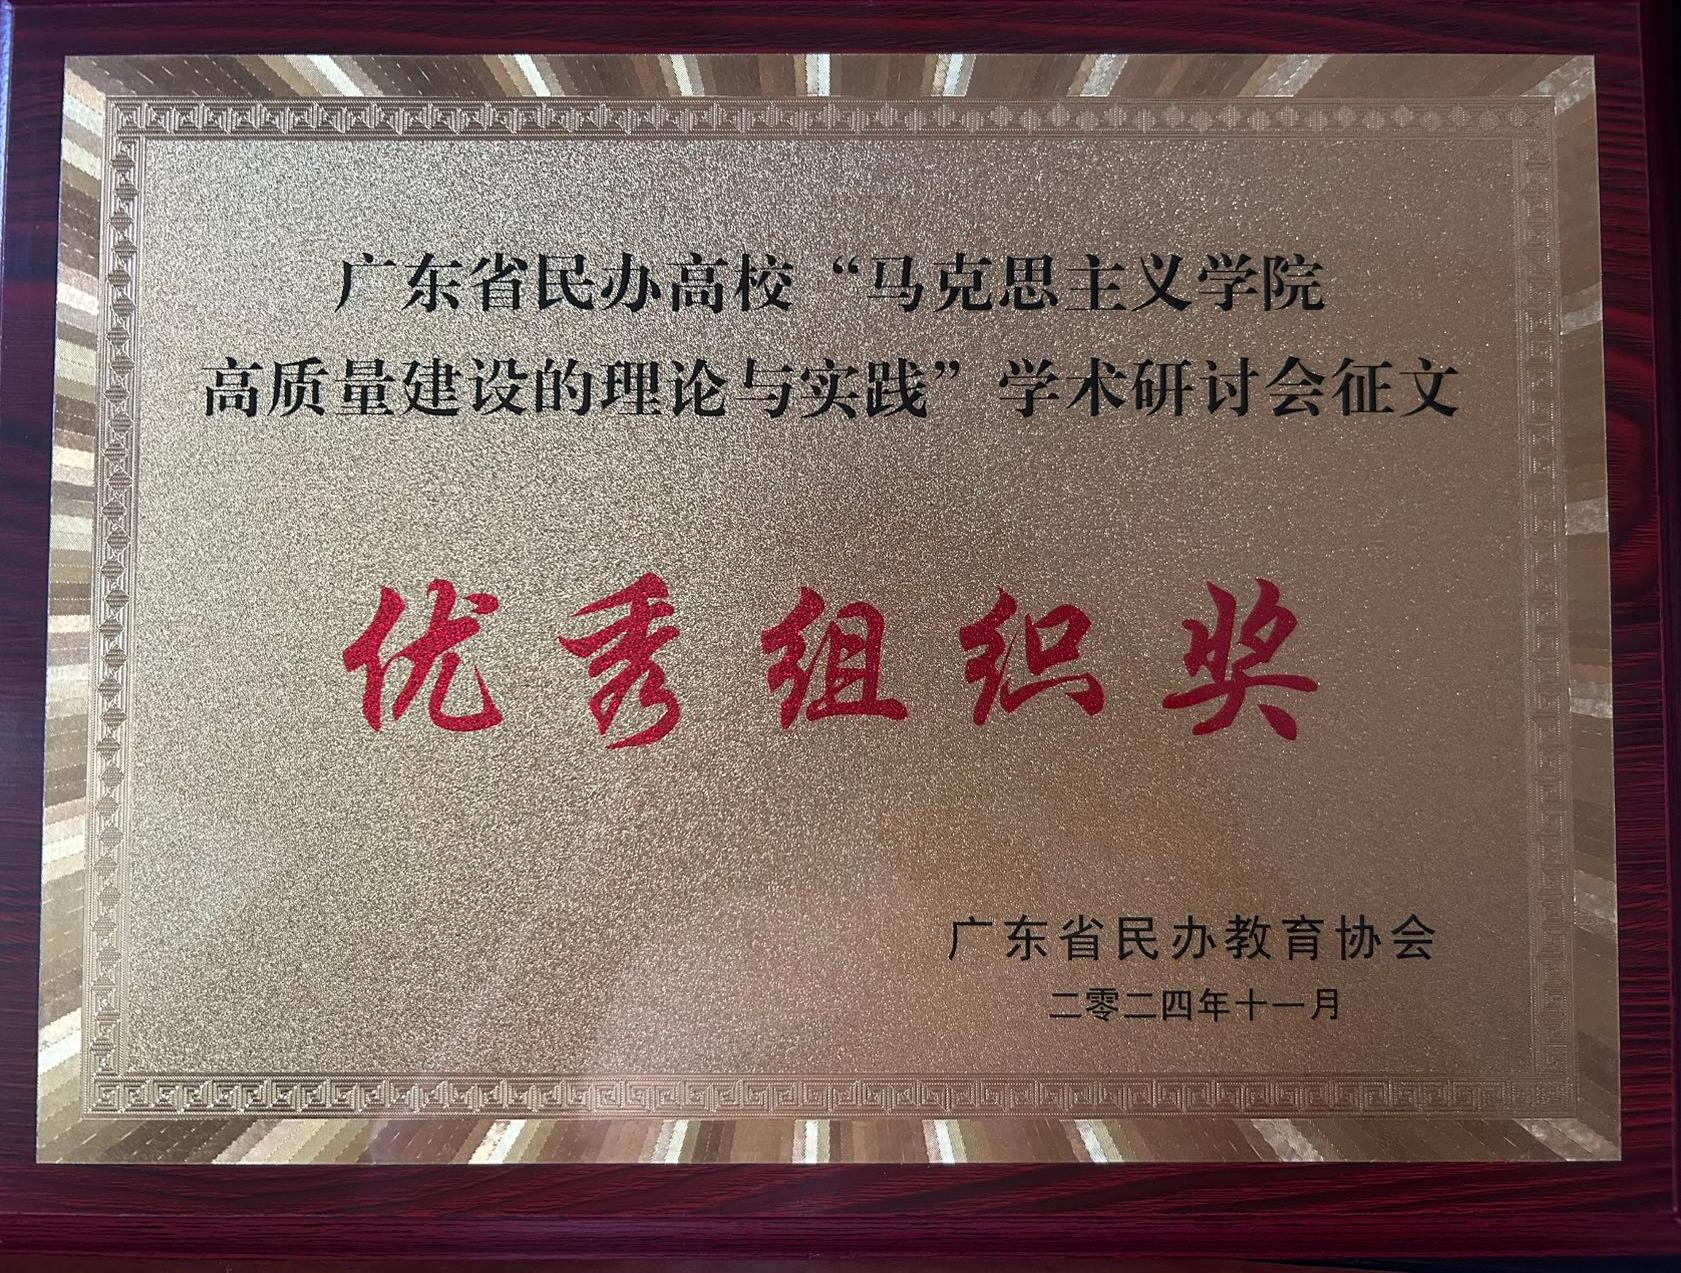 广东省民办高校“马克思主义学院
高质量建设的理论与实践”学术研讨会征文
优秀组织奖
广东省民办教育协会
二零二四年十一月